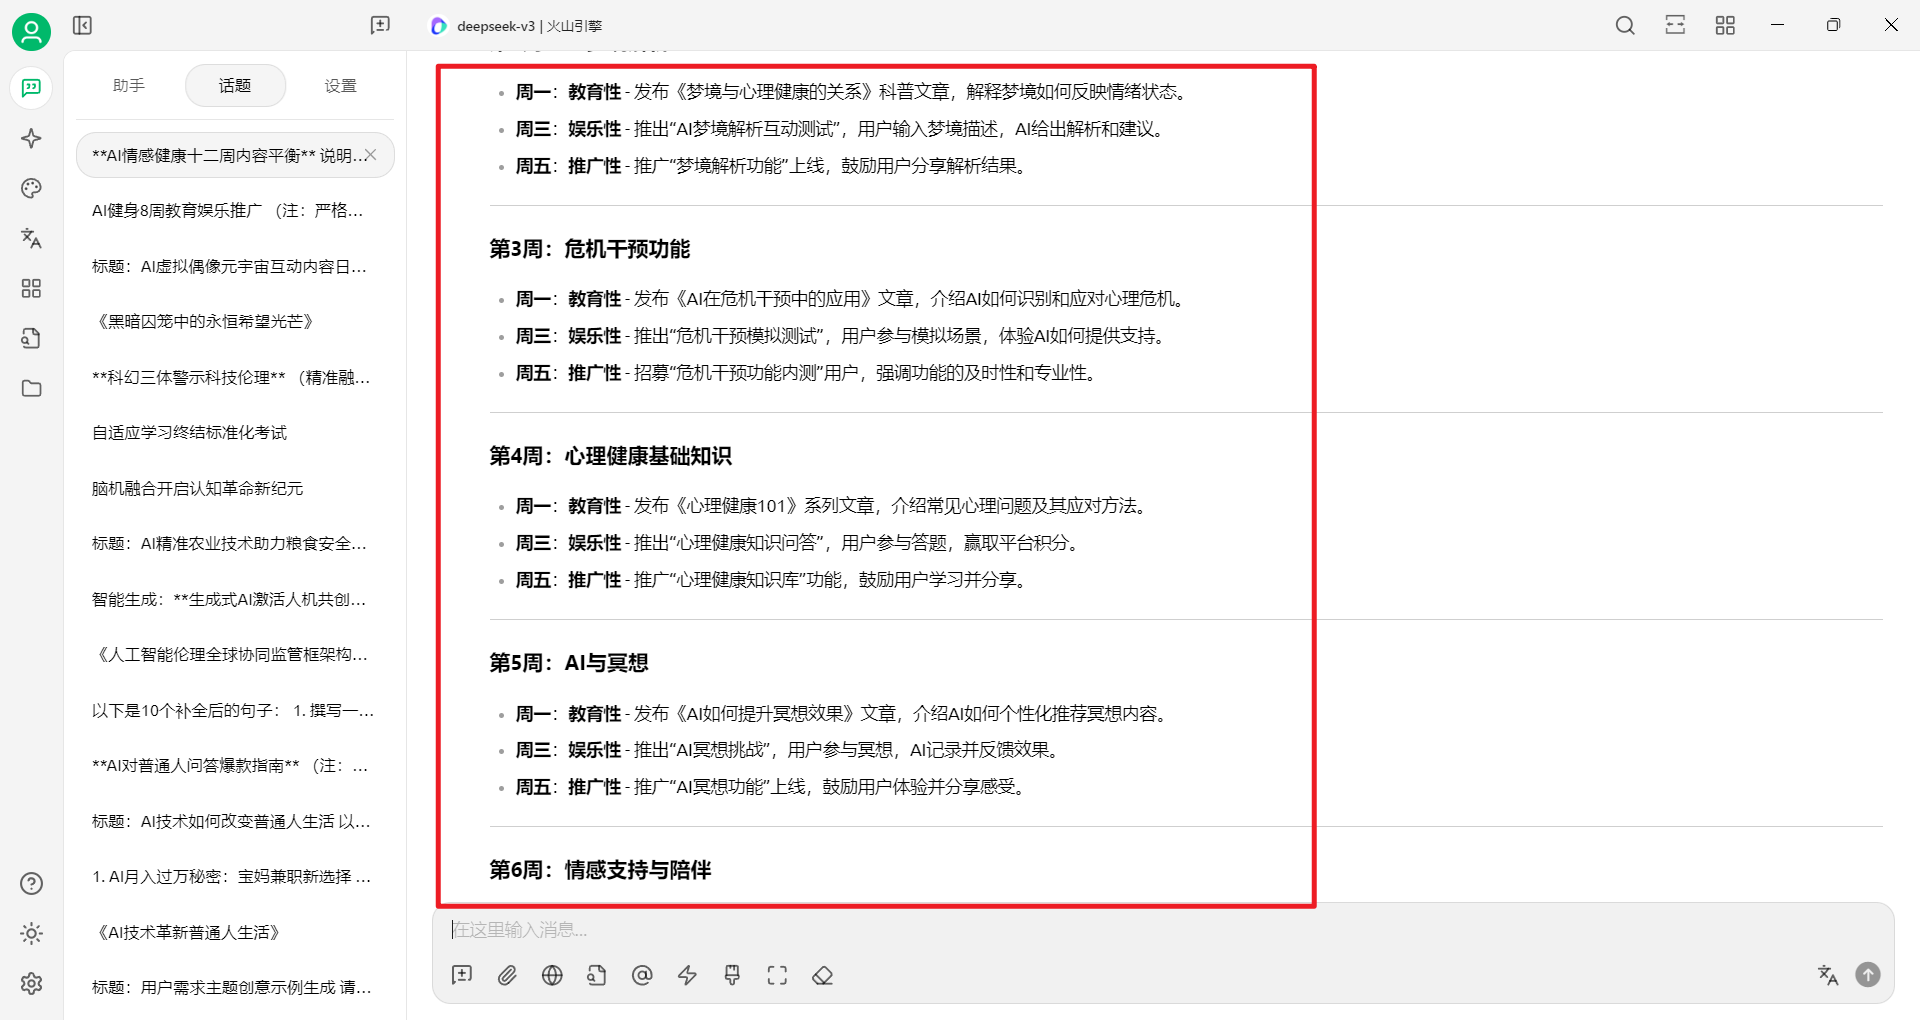 deepseek-v3 | 火山引擎
助手
话题
设置
**AI情感健康十二周内容平衡** 说明...
AI健身8周教育娱乐推广 （注：严格...
标题：AI虚拟偶像元宇宙互动内容日...
《黑暗囚笼中的永恒希望光芒》
**科幻三体警示科技伦理** （精准融...
自适应学习终结标准化考试
脑机融合开启认知革命新纪元
标题：AI精准农业技术助力粮食安全...
智能生成：**生成式AI激活人机共创...
《人工智能伦理全球协同监管框架构...
以下是10个补全后的句子： 1. 撰写一...
**AI对普通人问答爆款指南** （注：...
标题：AI技术如何改变普通人生活 以...
1. AI月入过万秘密：宝妈兼职新选择 ...
《AI技术革新普通人生活》
标题：用户需求主题创意示例生成 请...
周一：教育性 - 发布《梦境与心理健康的关系》科普文章，解释梦境如何反映情绪状态。
周三：娱乐性 - 推出“AI梦境解析互动测试”，用户输入梦境描述，AI给出解析和建议。
周五：推广性 - 推广“梦境解析功能”上线，鼓励用户分享解析结果。
第3周：危机干预功能
周一：教育性 - 发布《AI在危机干预中的应用》文章，介绍AI如何识别和应对心理危机。
周三：娱乐性 - 推出“危机干预模拟测试”，用户参与模拟场景，体验AI如何提供支持。
周五：推广性 - 招募“危机干预功能内测”用户，强调功能的及时性和专业性。
第4周：心理健康基础知识
周一：教育性 - 发布《心理健康101》系列文章，介绍常见心理问题及其应对方法。
周三：娱乐性 - 推出“心理健康知识问答”，用户参与答题，赢取平台积分。
周五：推广性 - 推广“心理健康知识库”功能，鼓励用户学习并分享。
第5周：AI与冥想
周一：教育性 - 发布《AI如何提升冥想效果》文章，介绍AI如何个性化推荐冥想内容。
周三：娱乐性 - 推出“AI冥想挑战”，用户参与冥想，AI记录并反馈效果。
周五：推广性 - 推广“AI冥想功能”上线，鼓励用户体验并分享感受。
第6周：情感支持与陪伴
在这里输入消息...